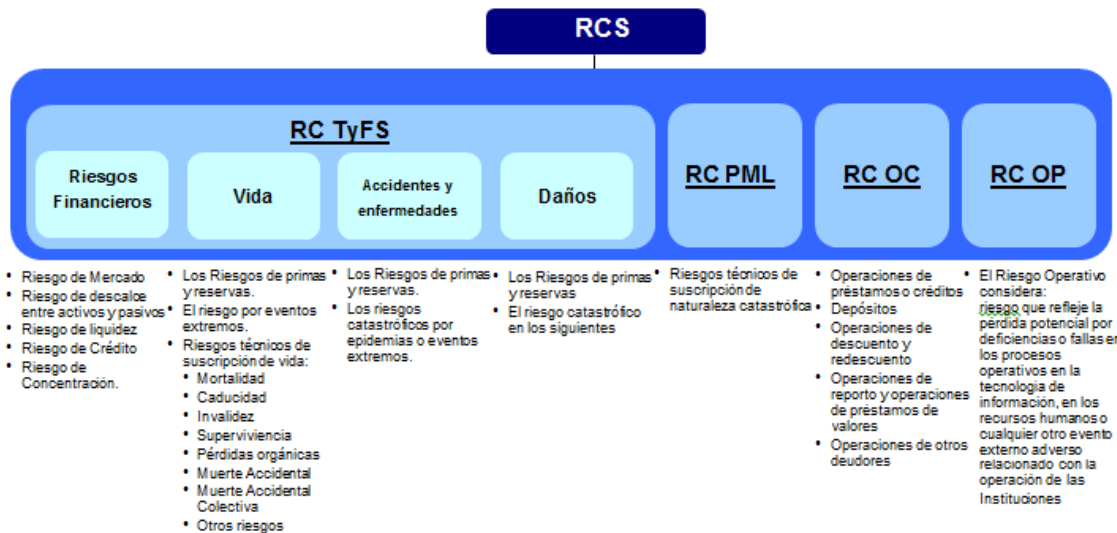 RCS
RC TyFS
Riesgos
Financieros
Vida
Accidentes y
enfermedades
Daños
RC PML
RC OC
RC OP
• Riesgo de Mercado
• Riesgo de descalce
entre activos y pasivos
• Riesgo de liquidez
• Riesgo de Crédito
• Riesgo de
Concentración.
• Los Riesgos de primas
y reservas.
• El riesgo por eventos
extremos.
• Riesgos técnicos de
suscripción de vida:
• Mortalidad
• Caducidad
• Invalidez
• Superviviencia
• Pérdidas orgánicas
• Muerte Accidental
• Muerte Accidental
Colectiva
• Otros riesgos
• Los Riesgos de primas
y reservas.
• Los riesgos
catastróficos por
epidemias o eventos
extremos.
• Los Riesgos de primas
y reservas
• El riesgo catastrófico
en los siguientes
• Riesgos técnicos de
suscripción de
naturaleza catastrófica
• Operaciones de
préstamos o créditos
• Depósitos
• Operaciones de
descuento y
redescuento
• Operaciones de
reporto y operaciones
de préstamos de
valores
• Operaciones de otros
deudores
• El Riesgo Operativo
considera:
riesgo que refleje la
pérdida potencial por
deficiencias o fallas en
los procesos
operativos en la
tecnología de
información, en los
recursos humanos o
cualquier otro evento
externo adverso
relacionado con la
operación de las
Instituciones